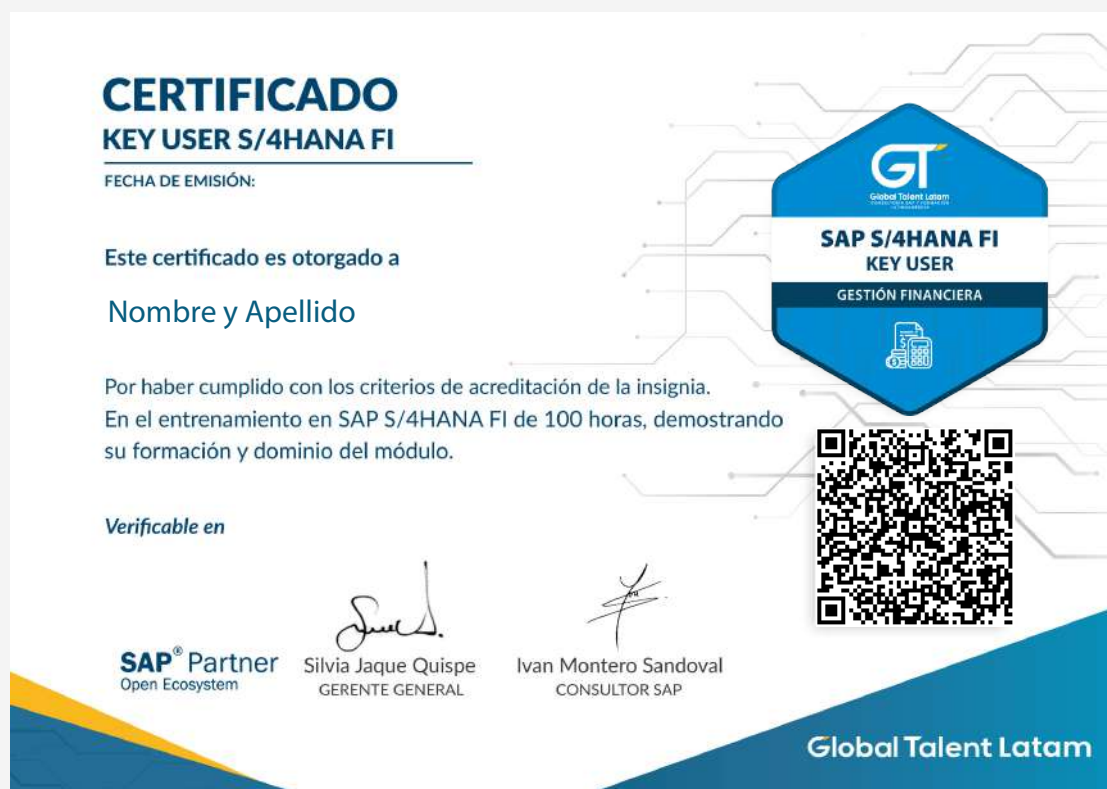 CERTIFICADO
KEY USER S/4HANA FI
FECHA DE EMISIÓN:
Este certificado es otorgado a
Nombre y Apellido
Por haber cumplido con los criterios de acreditación de la insignia.
En el entrenamiento en SAP S/4HANA FI de 100 horas, demostrando
su formación y dominio del módulo.
Verificable en
SAP® Partner
Open Ecosystem
Silvia Jaque Quispe
GERENTE GENERAL
Ivan Montero Sandoval
CONSULTOR SAP
GT
Global Talent Latam
SAP S/4HANA FI
KEY USER
GESTIÓN FINANCIERA
Global Talent Latam